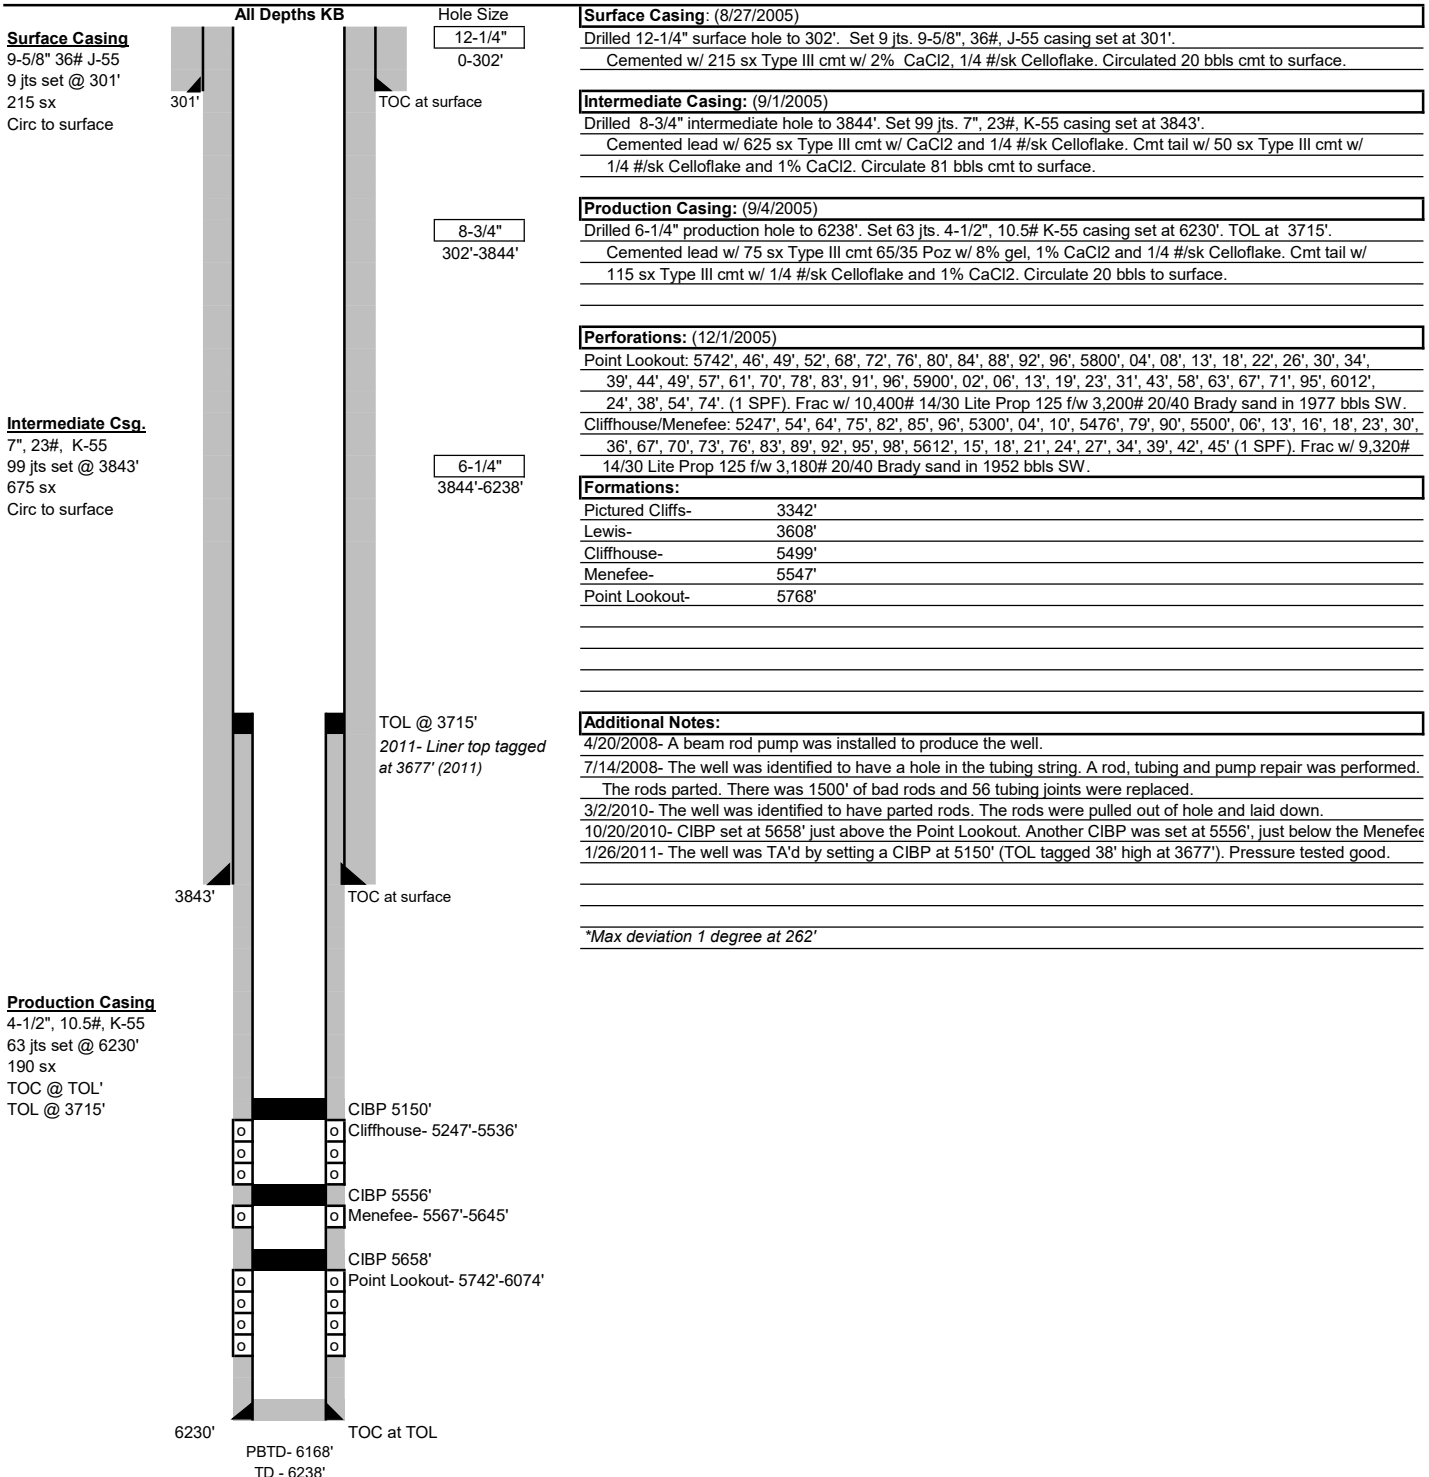 All Depths KB
Hole Size
Surface Casing
9-5/8" 36# J-55
9 jts set @ 301'
215 sx
Circ to surface
301'
TOC at surface
12-1/4"
0-302'
8-3/4"
302'-3844'
Intermediate Csg.
7", 23#, K-55
99 jts set @ 3843'
675 sx
Circ to surface
6-1/4"
3844'-6238'
TOL @ 3715'
2011- Liner top tagged
at 3677' (2011)
3843'
TOC at surface
Production Casing
4-1/2", 10.5#, K-55
63 jts set @ 6230'
190 sx
TOC @ TOL'
TOL @ 3715'
CIBP 5150'
o o Cliffhouse- 5247'-5536'
o o
o o
CIBP 5556'
o o Menefee- 5567'-5645'
CIBP 5658'
o o Point Lookout- 5742'-6074'
o o
o o
o o
6230'
TOC at TOL
PBTD- 6168'
TD - 6238'
Surface Casing: (8/27/2005)
Drilled 12-1/4" surface hole to 302'. Set 9 jts. 9-5/8", 36#, J-55 casing set at 301'.
Cemented w/ 215 sx Type III cmt w/ 2% CaCl2, 1/4 #/sk Celloflake. Circulated 20 bbls cmt to surface.
Intermediate Casing: (9/1/2005)
Drilled 8-3/4" intermediate hole to 3844'. Set 99 jts. 7", 23#, K-55 casing set at 3843'.
Cemented lead w/ 625 sx Type III cmt w/ CaCl2 and 1/4 #/sk Celloflake. Cmt tail w/ 50 sx Type III cmt w/
1/4 #/sk Celloflake and 1% CaCl2. Circulate 81 bbls cmt to surface.
Production Casing: (9/4/2005)
Drilled 6-1/4" production hole to 6238'. Set 63 jts. 4-1/2", 10.5# K-55 casing set at 6230'. TOL at 3715'.
Cemented lead w/ 75 sx Type III cmt 65/35 Poz w/ 8% gel, 1% CaCl2 and 1/4 #/sk Celloflake. Cmt tail w/
115 sx Type III cmt w/ 1/4 #/sk Celloflake and 1% CaCl2. Circulate 20 bbls to surface.
Perforations: (12/1/2005)
Point Lookout: 5742', 46', 49', 52', 68', 72', 76', 80', 84', 88', 92', 96', 5800', 04', 08', 13', 18', 22', 26', 30', 34',
39', 44', 49', 57', 61', 70', 78', 83', 91', 96', 5900', 02', 06', 13', 19', 23', 31', 43', 58', 63', 67', 71', 95', 6012',
24', 38', 54', 74'. (1 SPF). Frac w/ 10,400# 14/30 Lite Prop 125 f/w 3,200# 20/40 Brady sand in 1977 bbls SW.
Cliffhouse/Menefee: 5247', 54', 64', 75', 82', 85', 96', 5300', 04', 10', 5476', 79', 90', 5500', 06', 13', 16', 18', 23', 30',
36', 67', 70', 73', 76', 83', 89', 92', 95', 98', 5612', 15', 18', 21', 24', 27', 34', 39', 42', 45' (1 SPF). Frac w/ 9,320#
14/30 Lite Prop 125 f/w 3,180# 20/40 Brady sand in 1952 bbls SW.
Formations:
Pictured Cliffs- 3342'
Lewis- 3608'
Cliffhouse- 5499'
Menefee- 5547'
Point Lookout- 5768'
Additional Notes:
4/20/2008- A beam rod pump was installed to produce the well.
7/14/2008- The well was identified to have a hole in the tubing string. A rod, tubing and pump repair was performed.
The rods parted. There was 1500' of bad rods and 56 tubing joints were replaced.
3/2/2010- The well was identified to have parted rods. The rods were pulled out of hole and laid down.
10/20/2010- CIBP set at 5658' just above the Point Lookout. Another CIBP was set at 5556', just below the Menefee
1/26/2011- The well was TA'd by setting a CIBP at 5150' (TOL tagged 38' high at 3677'). Pressure tested good.
*Max deviation 1 degree at 262'